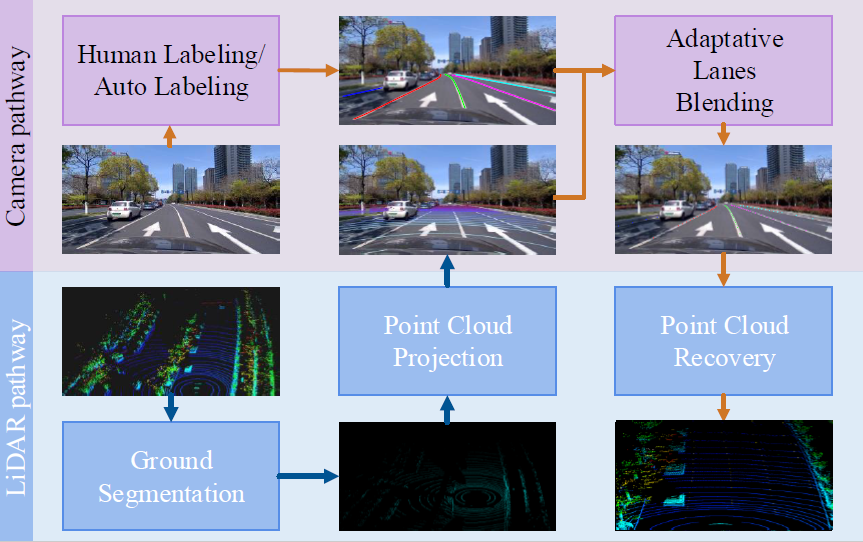 Camera pathway
Human Labeling/
Auto Labeling
Adaptative
Lanes
Blending
LiDAR pathway
Point Cloud
Projection
Point Cloud
Recovery
Ground
Segmentation